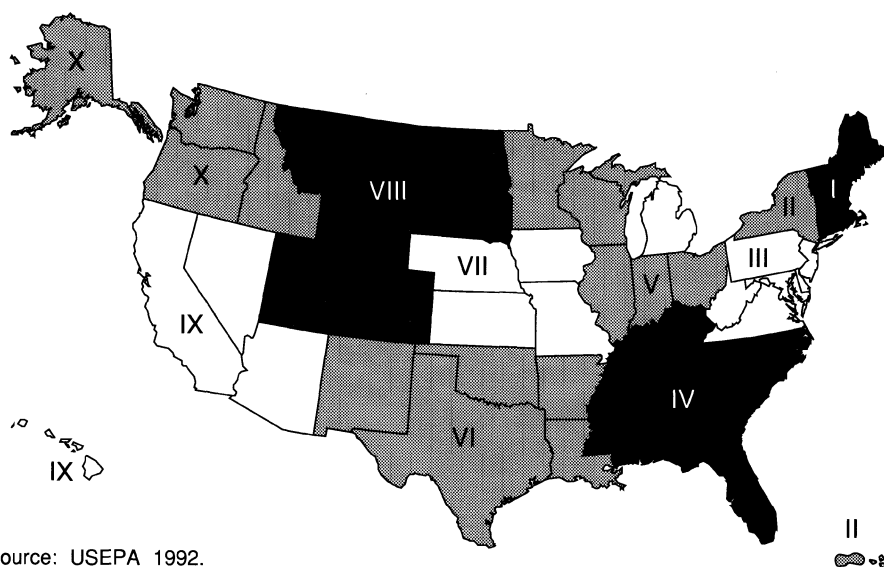 X
X
VIII
I
II
III
VII
V
IX
IV
VI
IX
II
ource: USEPA 1992.